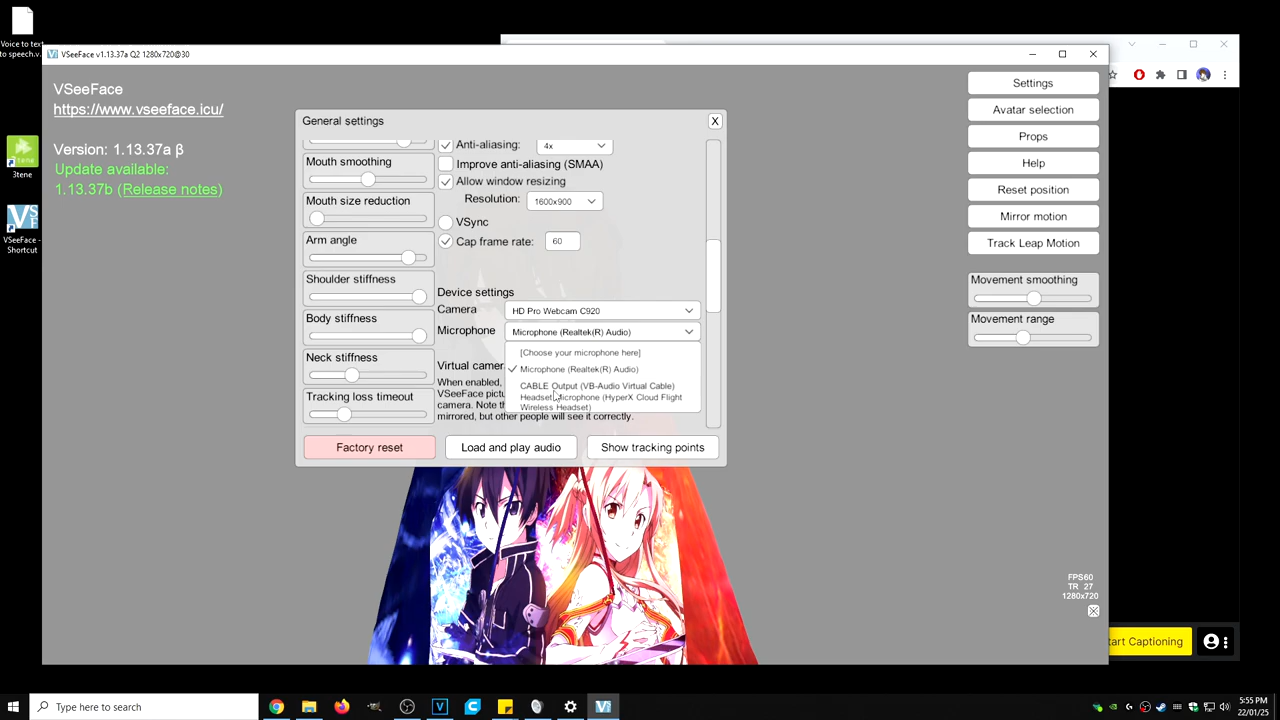 Voice to text
to speech.v...
VSeeFace v1.13.37a Q2 1280x720@30
VSeeFace
https://www.vseeface.icu/
Version: 1.13.37a β
Update available:
1.13.37b (Release notes)
3tene
VSeeFace -
Shortcut
General settings
X
Mouth smoothing
Mouth size reduction
Arm angle
Shoulder stiffness
Body stiffness
Neck stiffness
Tracking loss timeout
Anti-aliasing: 4x
Improve anti-aliasing (SMAA)
Allow window resizing
Resolution: 1600x900
VSync
Cap frame rate: 60
Device settings
Camera HD Pro Webcam C920
Microphone Microphone (Realtek(R) Audio)
[Choose your microphone here]
Microphone (Realtek(R) Audio)
CABLE Output (VB-Audio Virtual Cable)
Headset Microphone (HyperX Cloud Flight
Wireless Headset)
Virtual camer
When enabled,
VSeeFace pictu
camera. Note th
mirrored, but other people will see it correctly.
Factory reset
Load and play audio
Show tracking points
Settings
Avatar selection
Props
Help
Reset position
Mirror motion
Track Leap Motion
Movement smoothing
Movement range
FPS60
TR 27
1280x720
tart Captioning
Type here to search
5:55 PM
22/01/25